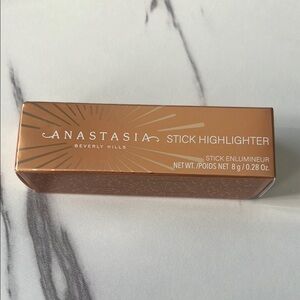 ANASTASIA
BEVERLY HILLS
STICK HIGHLIGHTER
STICK ENLUMINEUR
NET WT. /POIDS NET 8 g / 0.28 Oz.